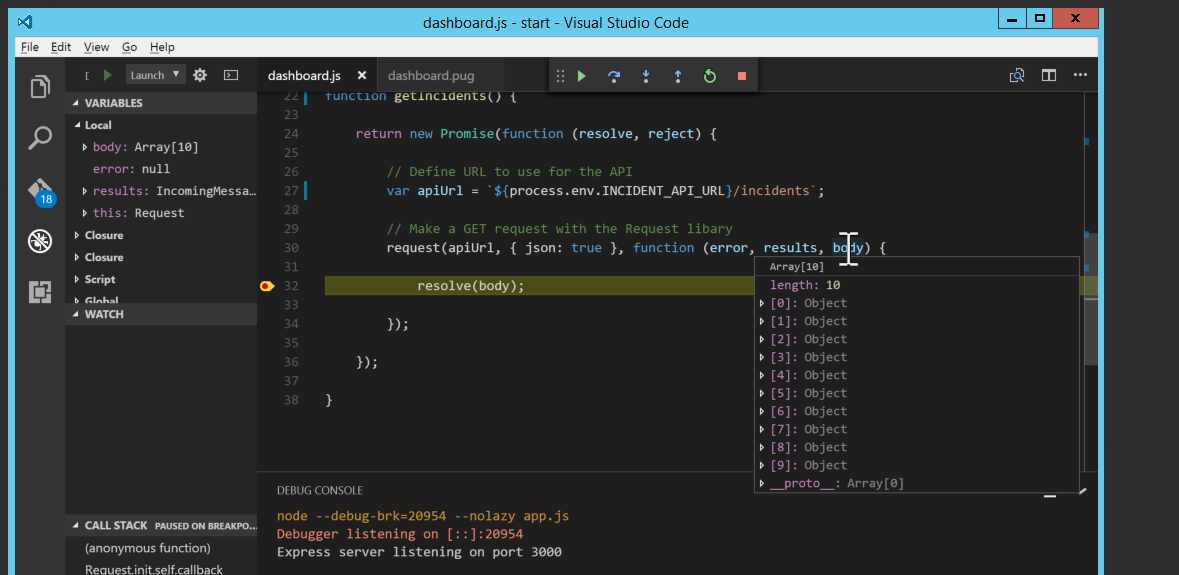 dashboard.js - start - Visual Studio Code
File Edit View Go Help
Launch
dashboard.js
dashboard.pug
VARIABLES
Local
body: Array[10]
error: null
results: IncomingMessa…
this: Request
Closure
Closure
Script
Global
WATCH
CALL STACK PAUSED ON BREAKPO…
(anonymous function)
Request.init.self.callback
18
22 function getIncidents() {
23
24 return new Promise(function (resolve, reject) {
25
26 // Define URL to use for the API
27 var apiUrl = `${process.env.INCIDENT_API_URL}/incidents`;
28
29 // Make a GET request with the Request libary
30 request(apiUrl, { json: true }, function (error, results, body) {
31
32 resolve(body);
33
34 });
35
36 });
37
38 }
Array[10]
length: 10
[0]: Object
[1]: Object
[2]: Object
[3]: Object
[4]: Object
[5]: Object
[6]: Object
[7]: Object
[8]: Object
[9]: Object
__proto__: Array[0]
DEBUG CONSOLE
node --debug-brk=20954 --nolazy app.js
Debugger listening on [::]:20954
Express server listening on port 3000